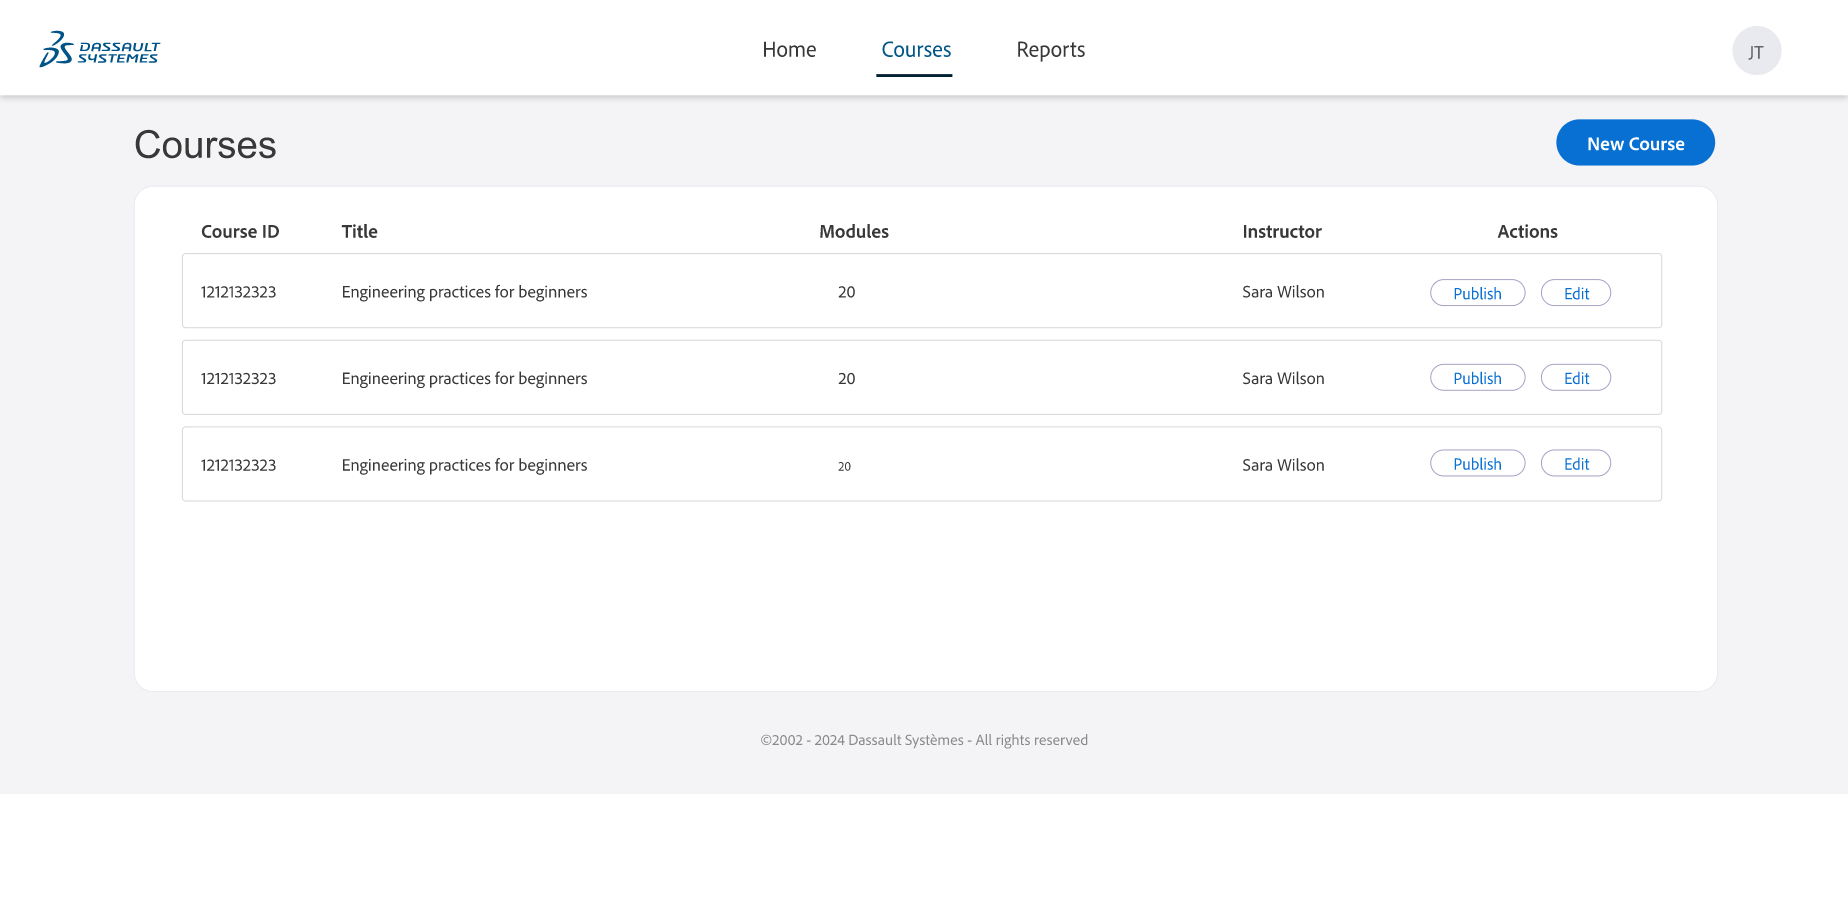 DASSAULT
SYSTEMES
Home Courses Reports
JT
Courses
New Course
Course ID Title Modules Instructor Actions
1212132323 Engineering practices for beginners 20 Sara Wilson Publish Edit
1212132323 Engineering practices for beginners 20 Sara Wilson Publish Edit
1212132323 Engineering practices for beginners 20 Sara Wilson Publish Edit
©2002 - 2024 Dassault Systèmes - All rights reserved